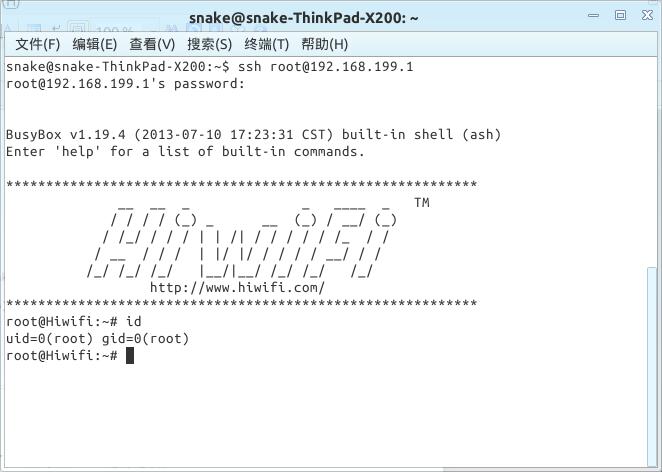 snake@snake-ThinkPad-X200: ~
文件(F) 编辑(E) 查看(V) 搜索(S) 终端(T) 帮助(H)
snake@snake-ThinkPad-X200:~$ ssh root@192.168.199.1
root@192.168.199.1's password:
BusyBox v1.19.4 (2013-07-10 17:23:31 CST) built-in shell (ash)
Enter 'help' for a list of built-in commands.
***********************************************************
HiWiFi TM
http://www.hiwifi.com/
***********************************************************
root@Hiwifi:~# id
uid=0(root) gid=0(root)
root@Hiwifi:~#